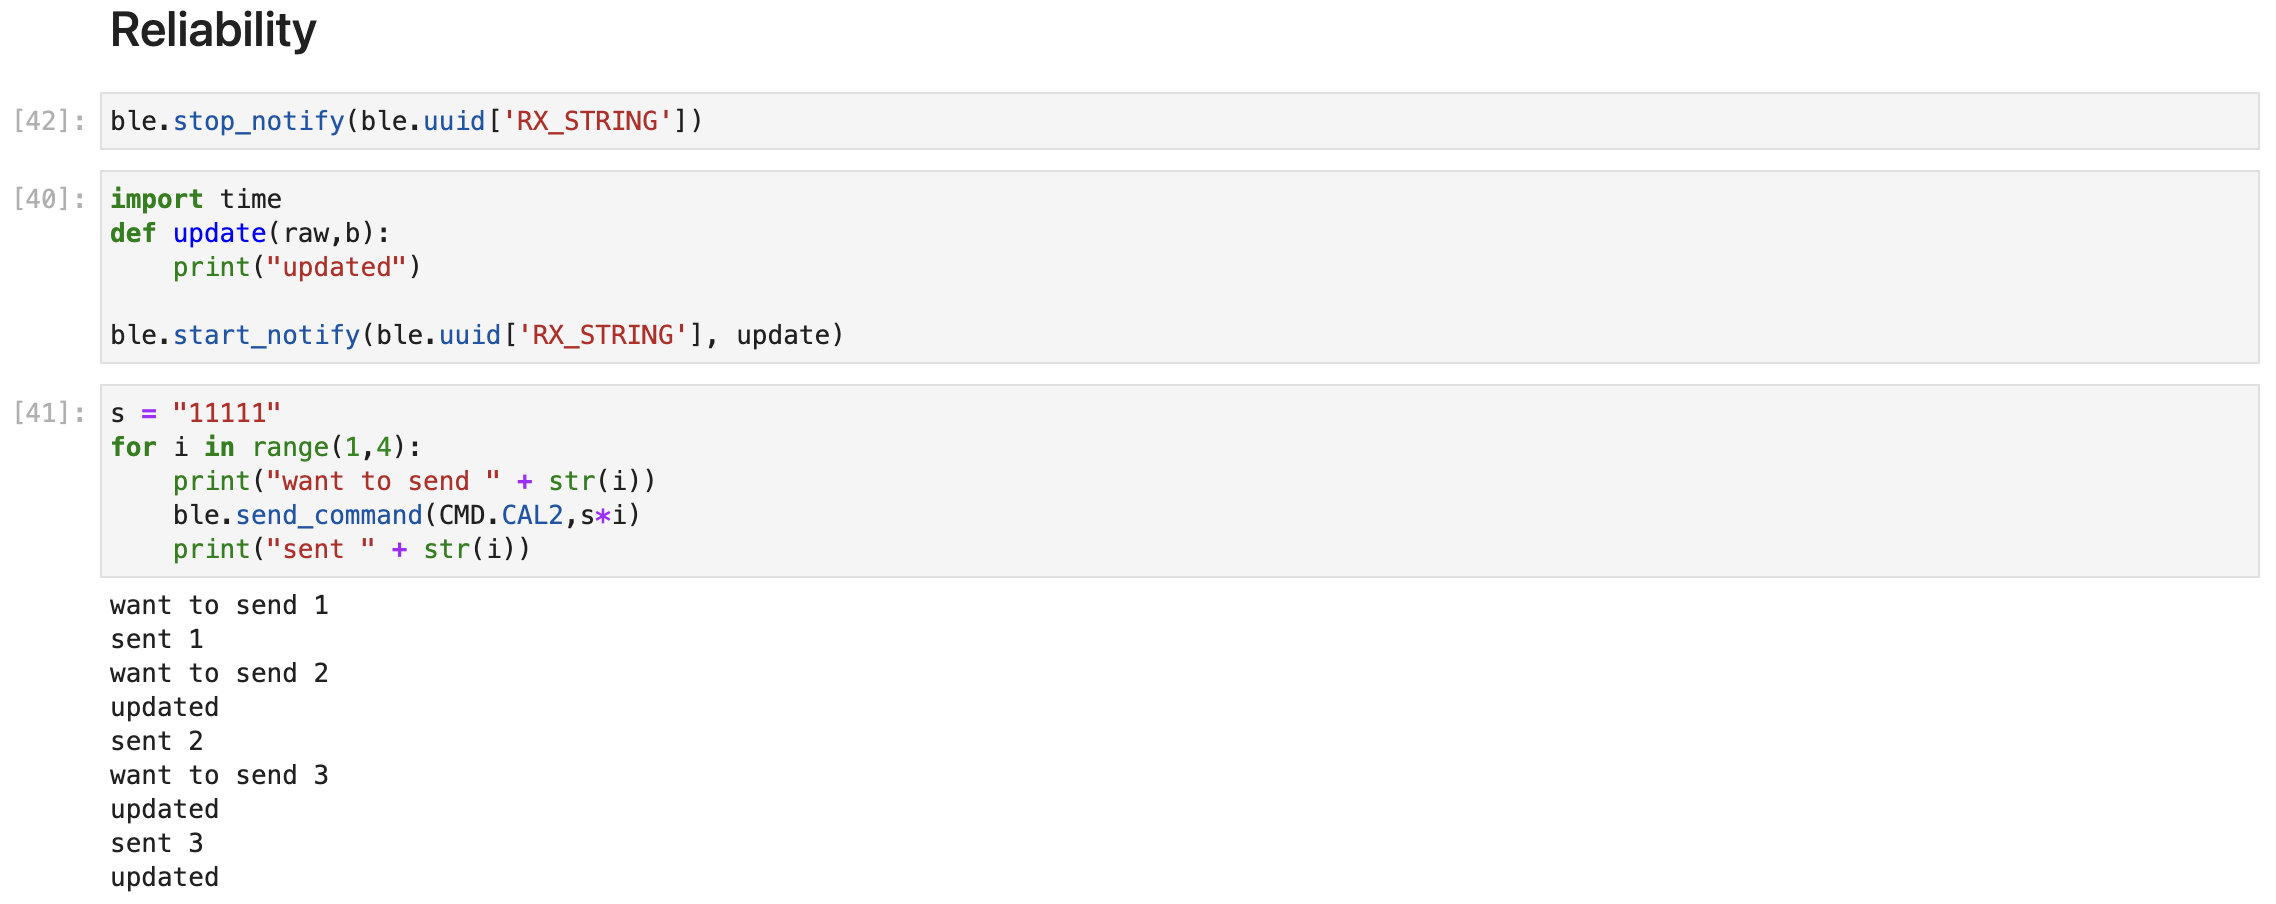 Reliability
[42]: ble.stop_notify(ble.uuid['RX_STRING'])
[40]: import time
def update(raw,b):
    print("updated")

ble.start_notify(ble.uuid['RX_STRING'], update)
[41]: s = "11111"
for i in range(1,4):
    print("want to send " + str(i))
    ble.send_command(CMD.CAL2,s*i)
    print("sent " + str(i))
want to send 1
sent 1
want to send 2
updated
sent 2
want to send 3
updated
sent 3
updated